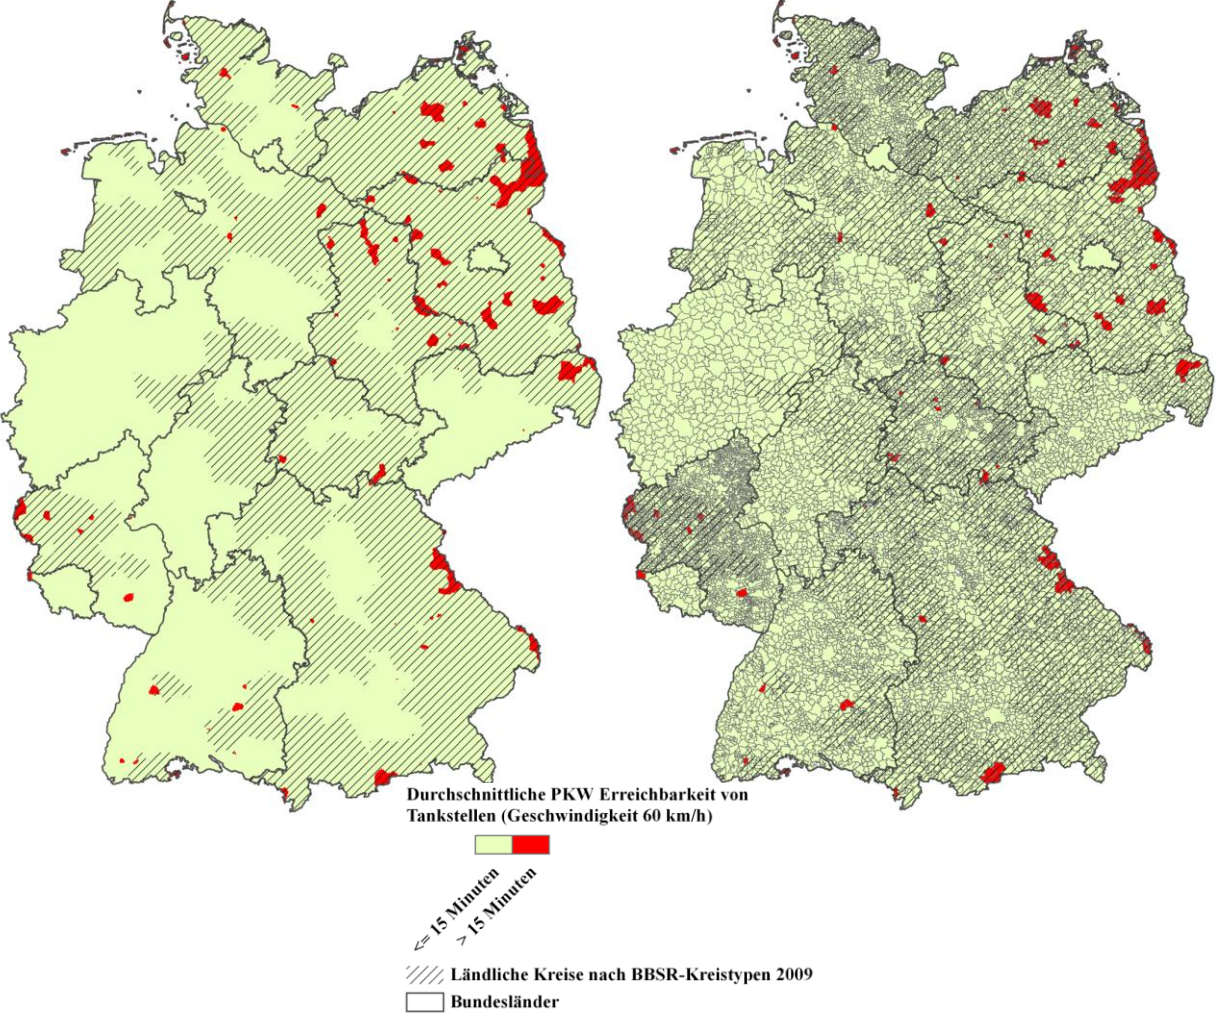 Durchschnittliche PKW Erreichbarkeit von
Tankstellen (Geschwindigkeit 60 km/h)
<= 15 Minuten
> 15 Minuten
Ländliche Kreise nach BBSR-Kreistypen 2009
Bundesländer